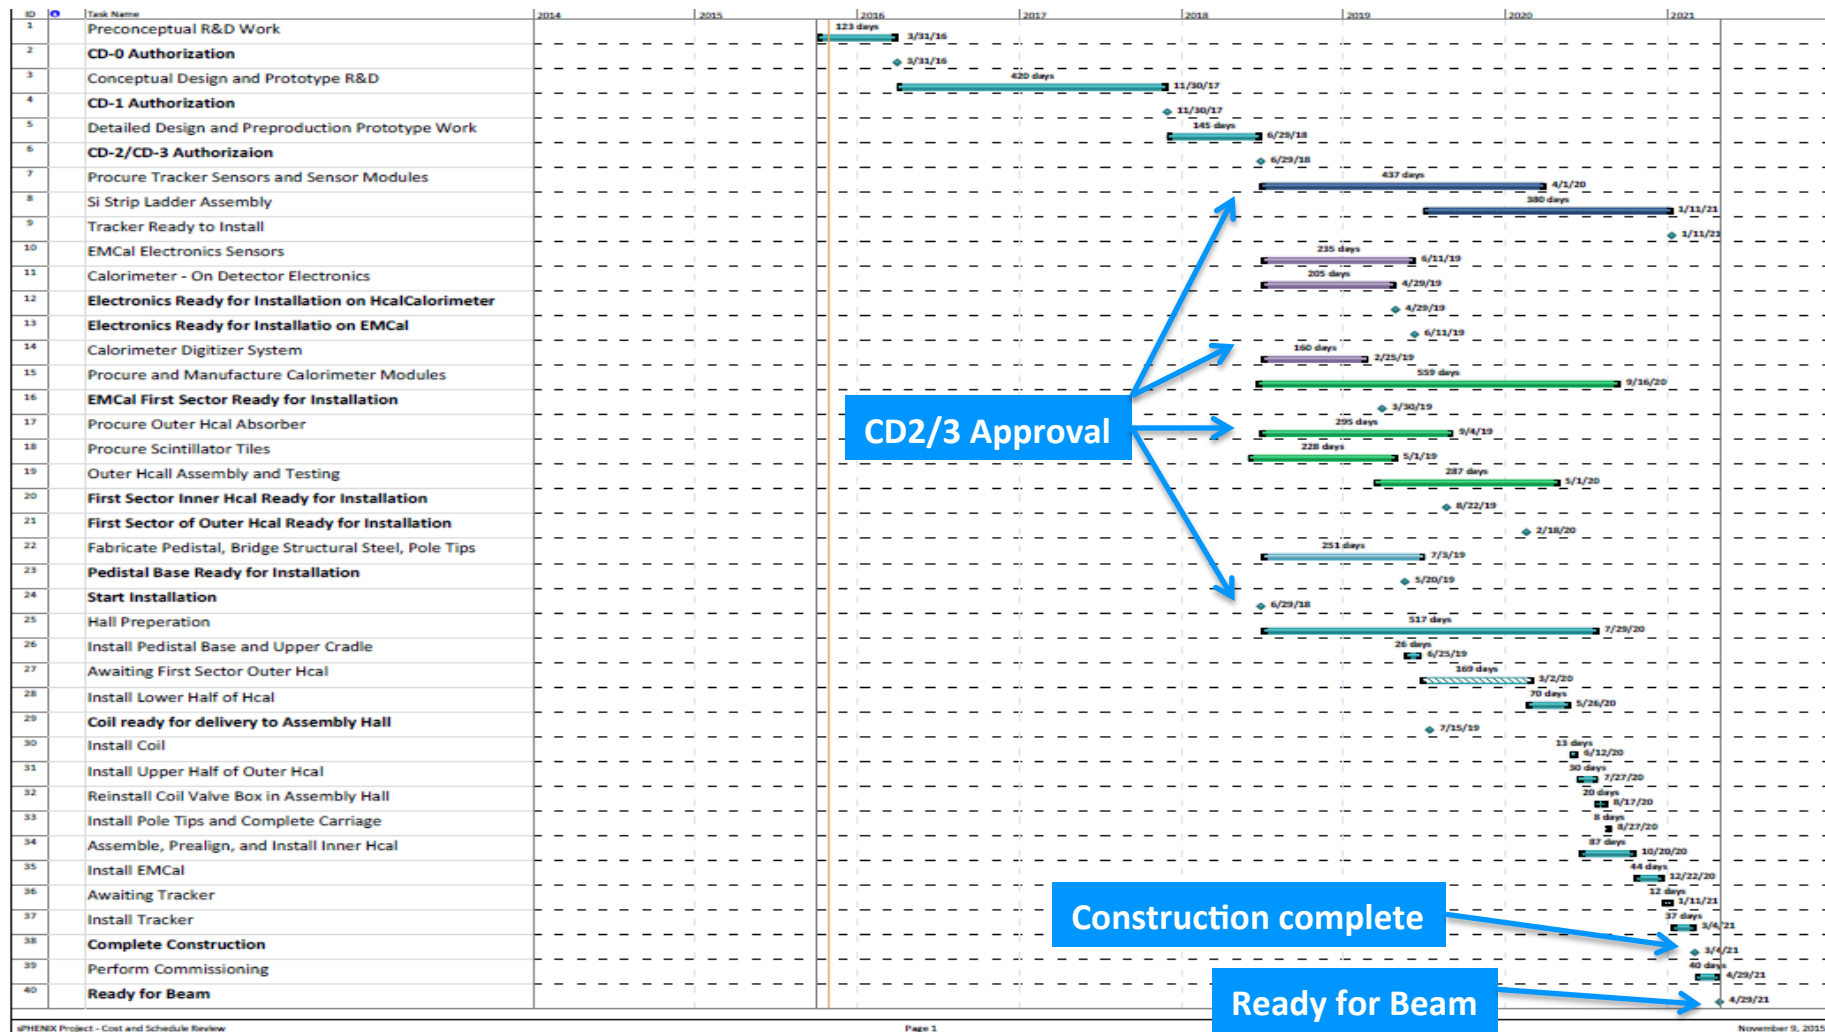 ID Task Name 2014 2015 2016 2017 2018 2019 2020 2021
1 Preconceptual R&D Work 123 days 3/31/16
2 CD-0 Authorization 3/31/16
3 Conceptual Design and Prototype R&D 420 days 11/30/17
4 CD-1 Authorization 11/30/17
5 Detailed Design and Preproduction Prototype Work 145 days 6/29/18
6 CD-2/CD-3 Authorizaion 6/29/18
7 Procure Tracker Sensors and Sensor Modules 437 days 4/1/20
8 Si Strip Ladder Assembly 380 days 1/11/21
9 Tracker Ready to Install 1/11/21
10 EMCal Electronics Sensors 235 days 6/11/19
11 Calorimeter - On Detector Electronics 205 days 4/29/19
12 Electronics Ready for Installation on HcalCalorimeter 4/29/19
13 Electronics Ready for Installatio on EMCal 6/11/19
14 Calorimeter Digitizer System 160 days 2/25/19
15 Procure and Manufacture Calorimeter Modules 559 days 9/16/20
16 EMCal First Sector Ready for Installation 3/30/19
17 Procure Outer Hcal Absorber 295 days 9/4/19
CD2/3 Approval
18 Procure Scintillator Tiles 228 days 5/1/19
19 Outer Hcall Assembly and Testing 287 days 5/1/20
20 First Sector Inner Hcal Ready for Installation 8/22/19
21 First Sector of Outer Hcal Ready for Installation 2/18/20
22 Fabricate Pedistal, Bridge Structural Steel, Pole Tips 251 days 7/3/19
23 Pedistal Base Ready for Installation 5/20/19
24 Start Installation 6/29/18
25 Hall Preperation 517 days 7/29/20
26 Install Pedistal Base and Upper Cradle 26 days 6/25/19
27 Awaiting First Sector Outer Hcal 169 days 3/2/20
28 Install Lower Half of Hcal 70 days 5/26/20
29 Coil ready for delivery to Assembly Hall 7/15/19
30 Install Coil 13 days 6/12/20
31 Install Upper Half of Outer Hcal 30 days 7/27/20
32 Reinstall Coil Valve Box in Assembly Hall 20 days 8/17/20
33 Install Pole Tips and Complete Carriage 8 days 8/27/20
34 Assemble, Prealign, and Install Inner Hcal 87 days 10/20/20
35 Install EMCal 44 days 12/22/20
36 Awaiting Tracker 12 days 1/11/21
37 Install Tracker 37 days 3/4/21
Construction complete
38 Complete Construction 3/4/21
39 Perform Commissioning 40 days 4/29/21
40 Ready for Beam 4/29/21
Ready for Beam
sPHENIX Project - Cost and Schedule Review Page 1 November 9, 2015